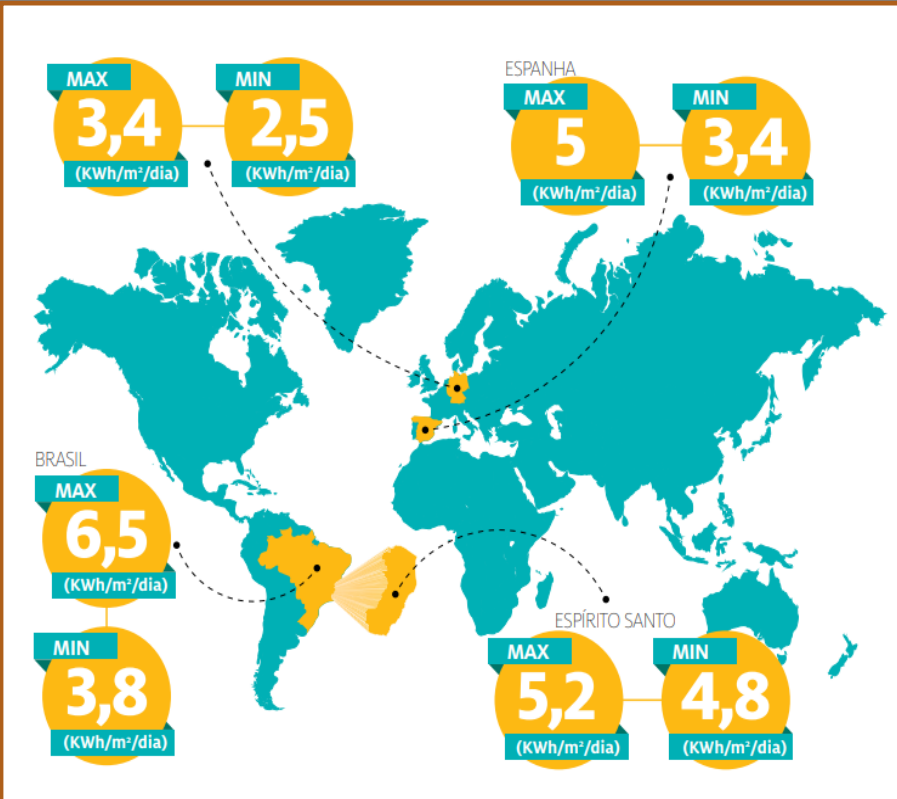 MAX
3,4
(KWh/m²/dia)
MIN
2,5
(KWh/m²/dia)
ESPANHA
MAX
5
(KWh/m²/dia)
MIN
3,4
(KWh/m²/dia)
BRASIL
MAX
6,5
(KWh/m²/dia)
MIN
3,8
(KWh/m²/dia)
ESPÍRITO SANTO
MAX
5,2
(KWh/m²/dia)
MIN
4,8
(KWh/m²/dia)